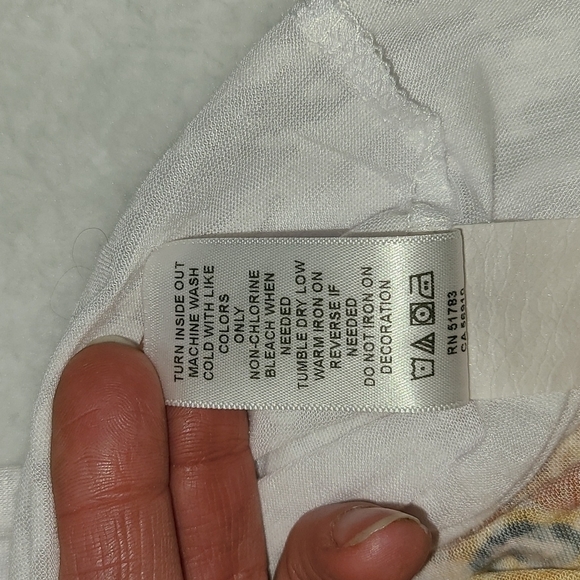 TURN INSIDE OUT
MACHINE WASH
COLD WITH LIKE
COLORS
ONLY
NON-CHLORINE
BLEACH WHEN
NEEDED
TUMBLE DRY LOW
WARM IRON ON
REVERSE IF
NEEDED
DO NOT IRON ON
DECORATION
RN 51783
CA